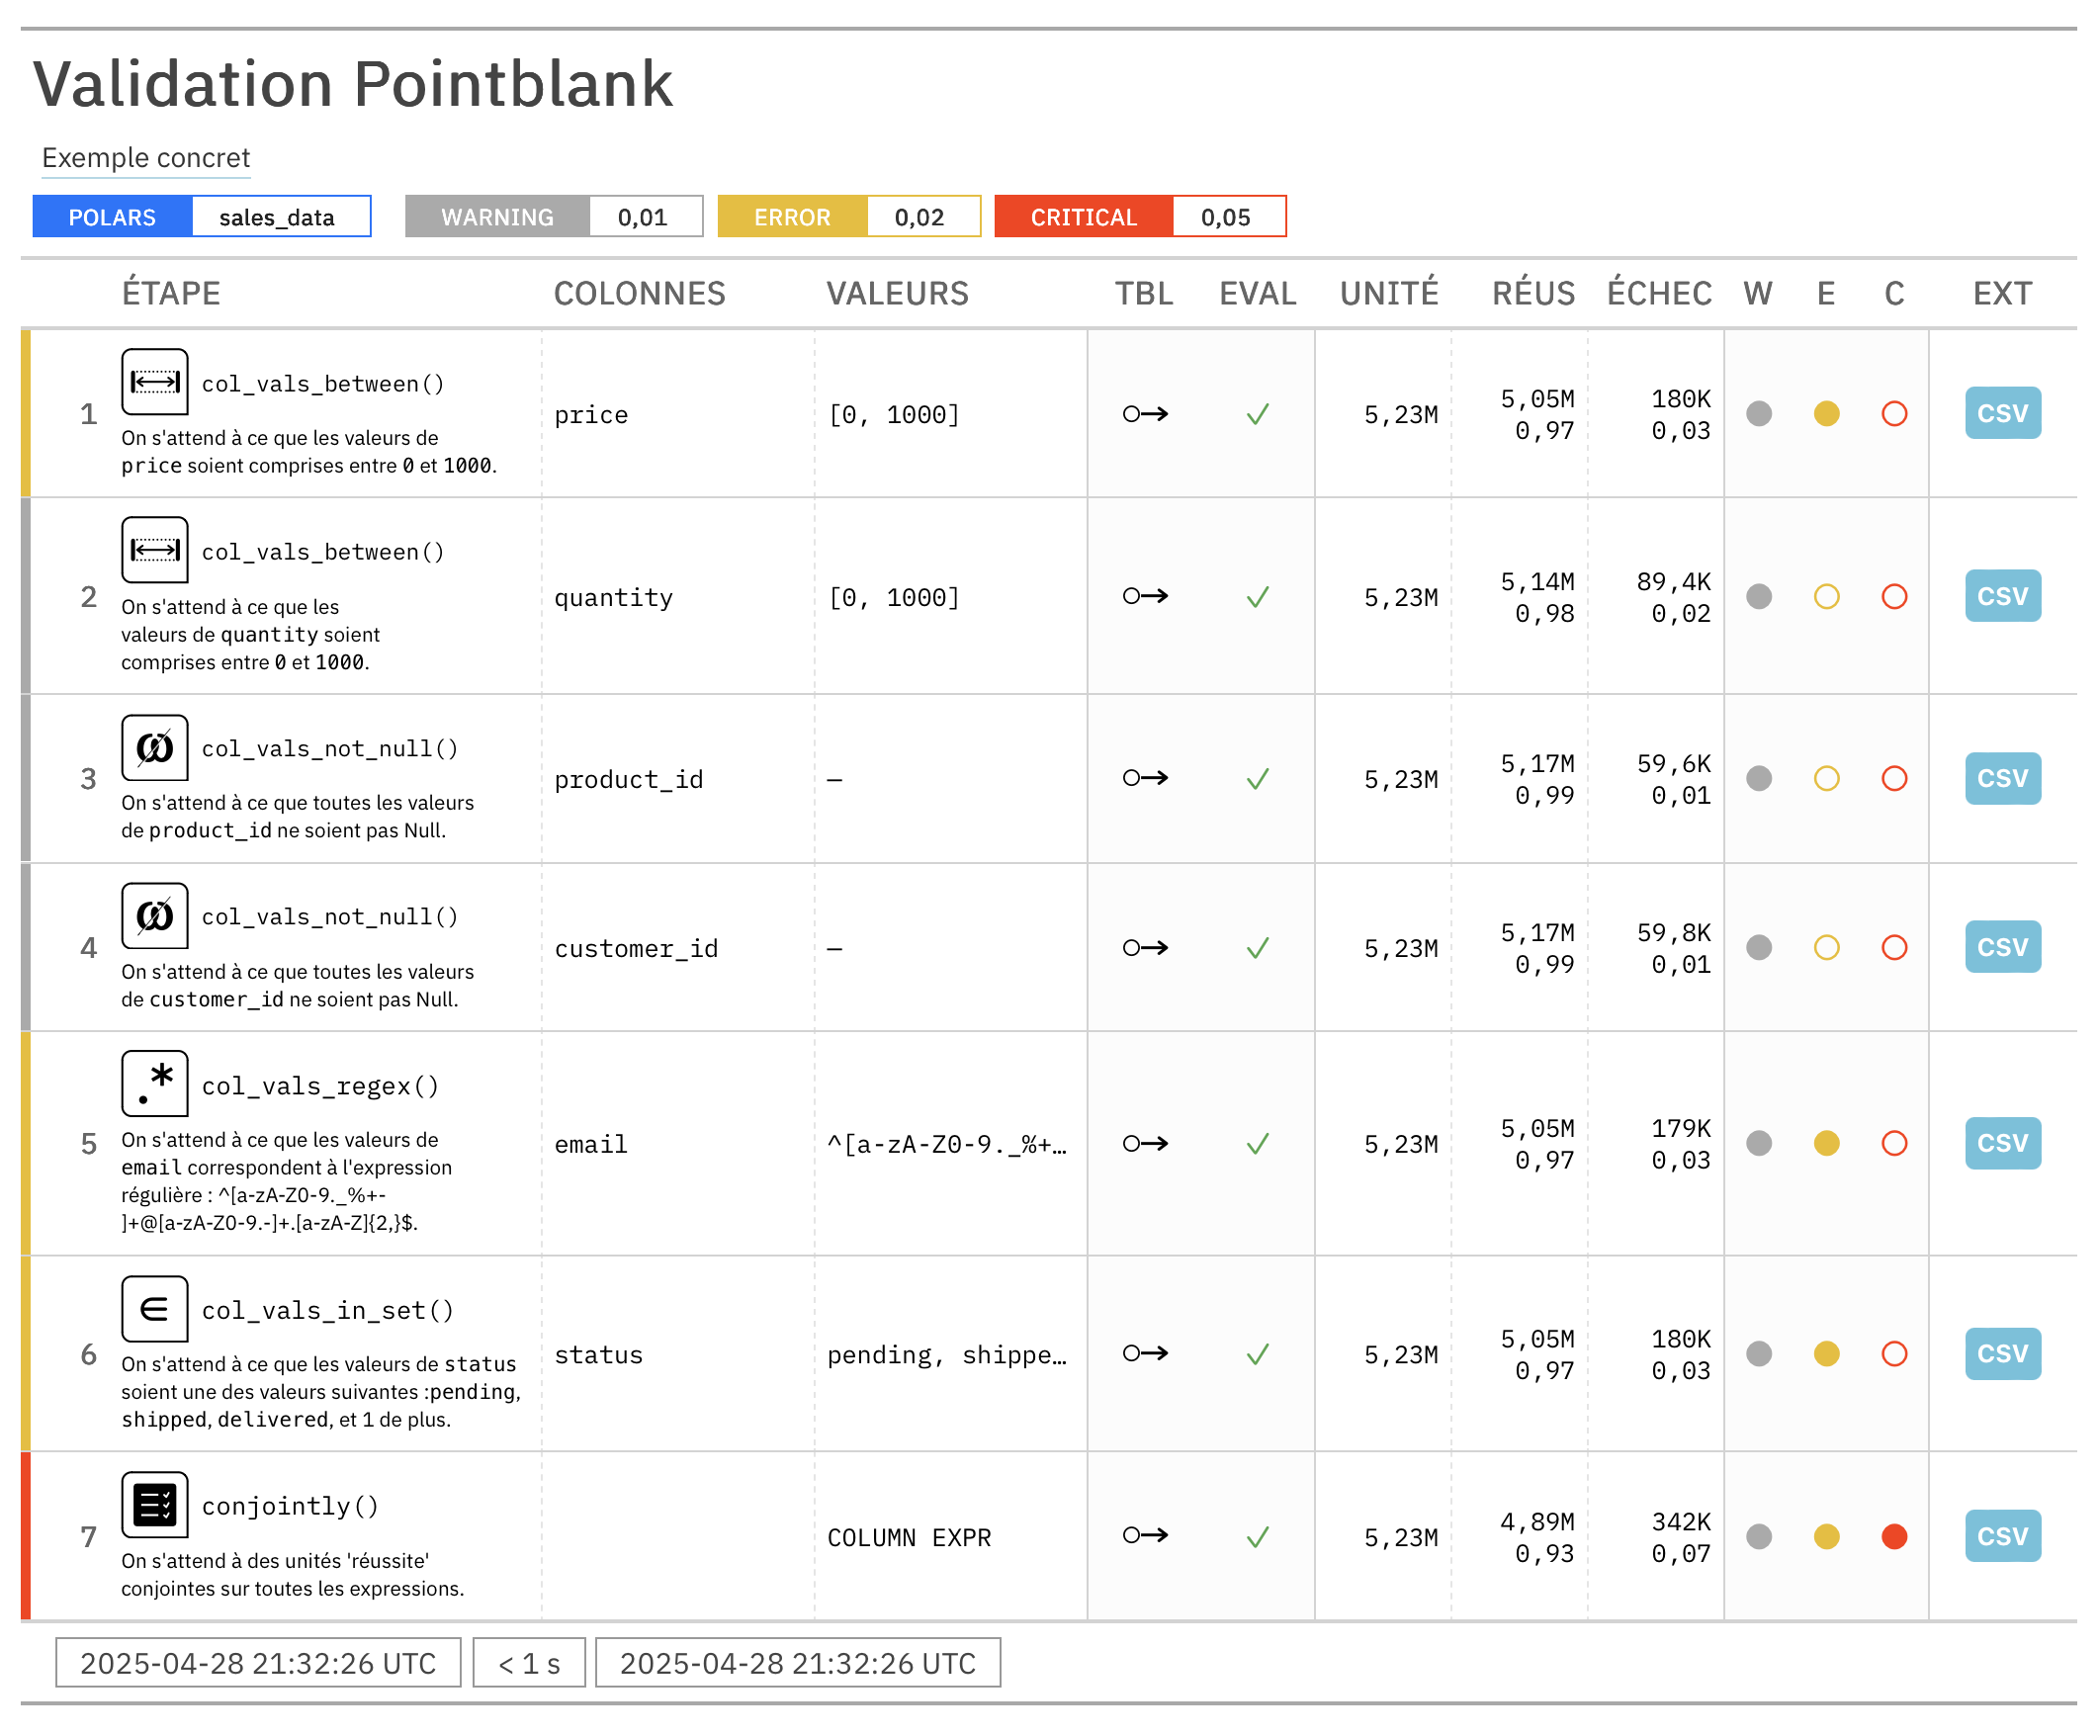 Validation Pointblank
Exemple concret
POLARS sales_data WARNING 0,01 ERROR 0,02 CRITICAL 0,05
ÉTAPE COLONNES VALEURS TBL EVAL UNITÉ RÉUS ÉCHEC W E C EXT
1 col_vals_between()
On s'attend à ce que les valeurs de
price soient comprises entre 0 et 1000.
price [0, 1000] 5,23M 5,05M 180K CSV
0,97 0,03
2 col_vals_between()
On s'attend à ce que les
valeurs de quantity soient
comprises entre 0 et 1000.
quantity [0, 1000] 5,23M 5,14M 89,4K CSV
0,98 0,02
3 col_vals_not_null()
On s'attend à ce que toutes les valeurs
de product_id ne soient pas Null.
product_id — 5,23M 5,17M 59,6K CSV
0,99 0,01
4 col_vals_not_null()
On s'attend à ce que toutes les valeurs
de customer_id ne soient pas Null.
customer_id — 5,23M 5,17M 59,8K CSV
0,99 0,01
5 .* col_vals_regex()
On s'attend à ce que les valeurs de
email correspondent à l'expression
régulière : ^[a-zA-Z0-9._%+-
]+@[a-zA-Z0-9.-]+.[a-zA-Z]{2,}$.
email ^[a-zA-Z0-9._%+… 5,23M 5,05M 179K CSV
0,97 0,03
6 ∈ col_vals_in_set()
On s'attend à ce que les valeurs de status
soient une des valeurs suivantes :pending,
shipped, delivered, et 1 de plus.
status pending, shippe… 5,23M 5,05M 180K CSV
0,97 0,03
7 conjointly()
On s'attend à des unités 'réussite'
conjointes sur toutes les expressions.
COLUMN EXPR 5,23M 4,89M 342K CSV
0,93 0,07
2025-04-28 21:32:26 UTC < 1 s 2025-04-28 21:32:26 UTC